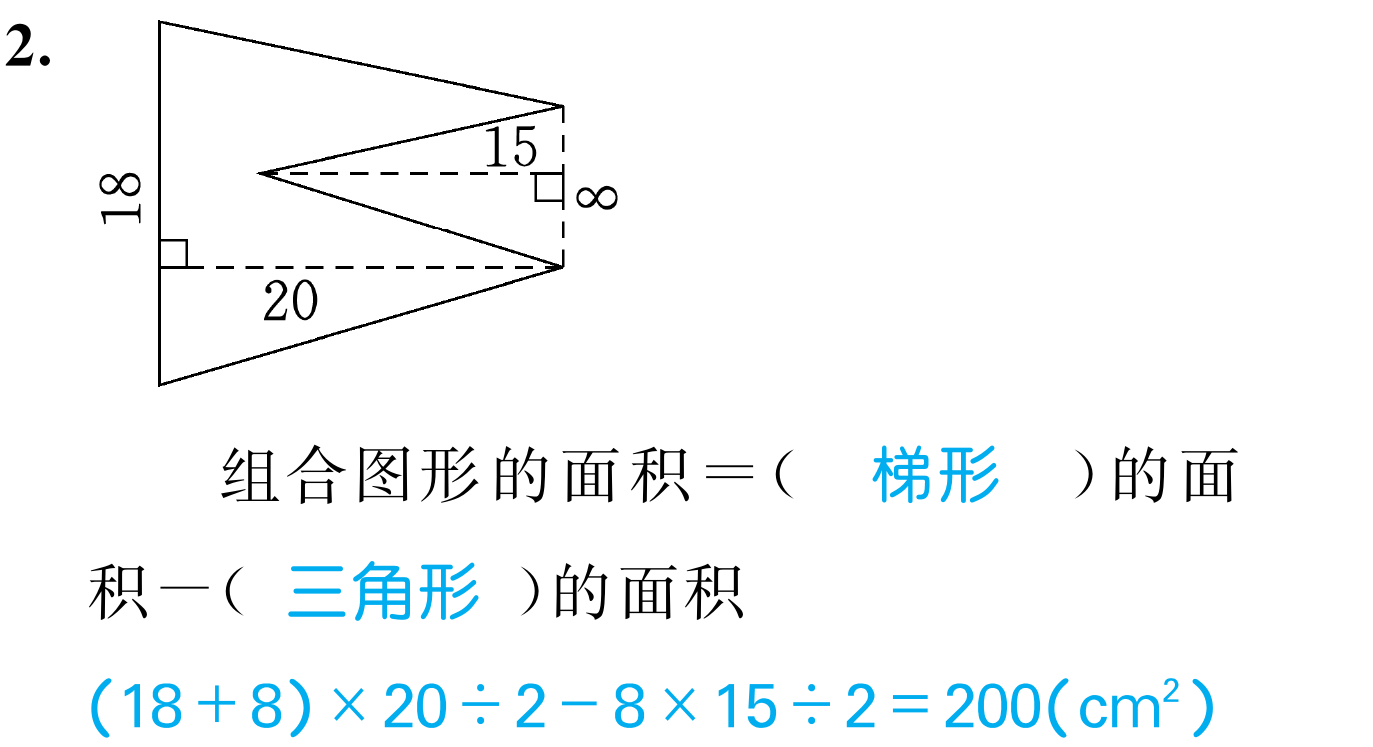 2.
15
18
8
20
组合图形的面积=( 梯形 )的面
积－( 三角形 )的面积
(18＋8)×20÷2－8×15÷2=200(cm²)